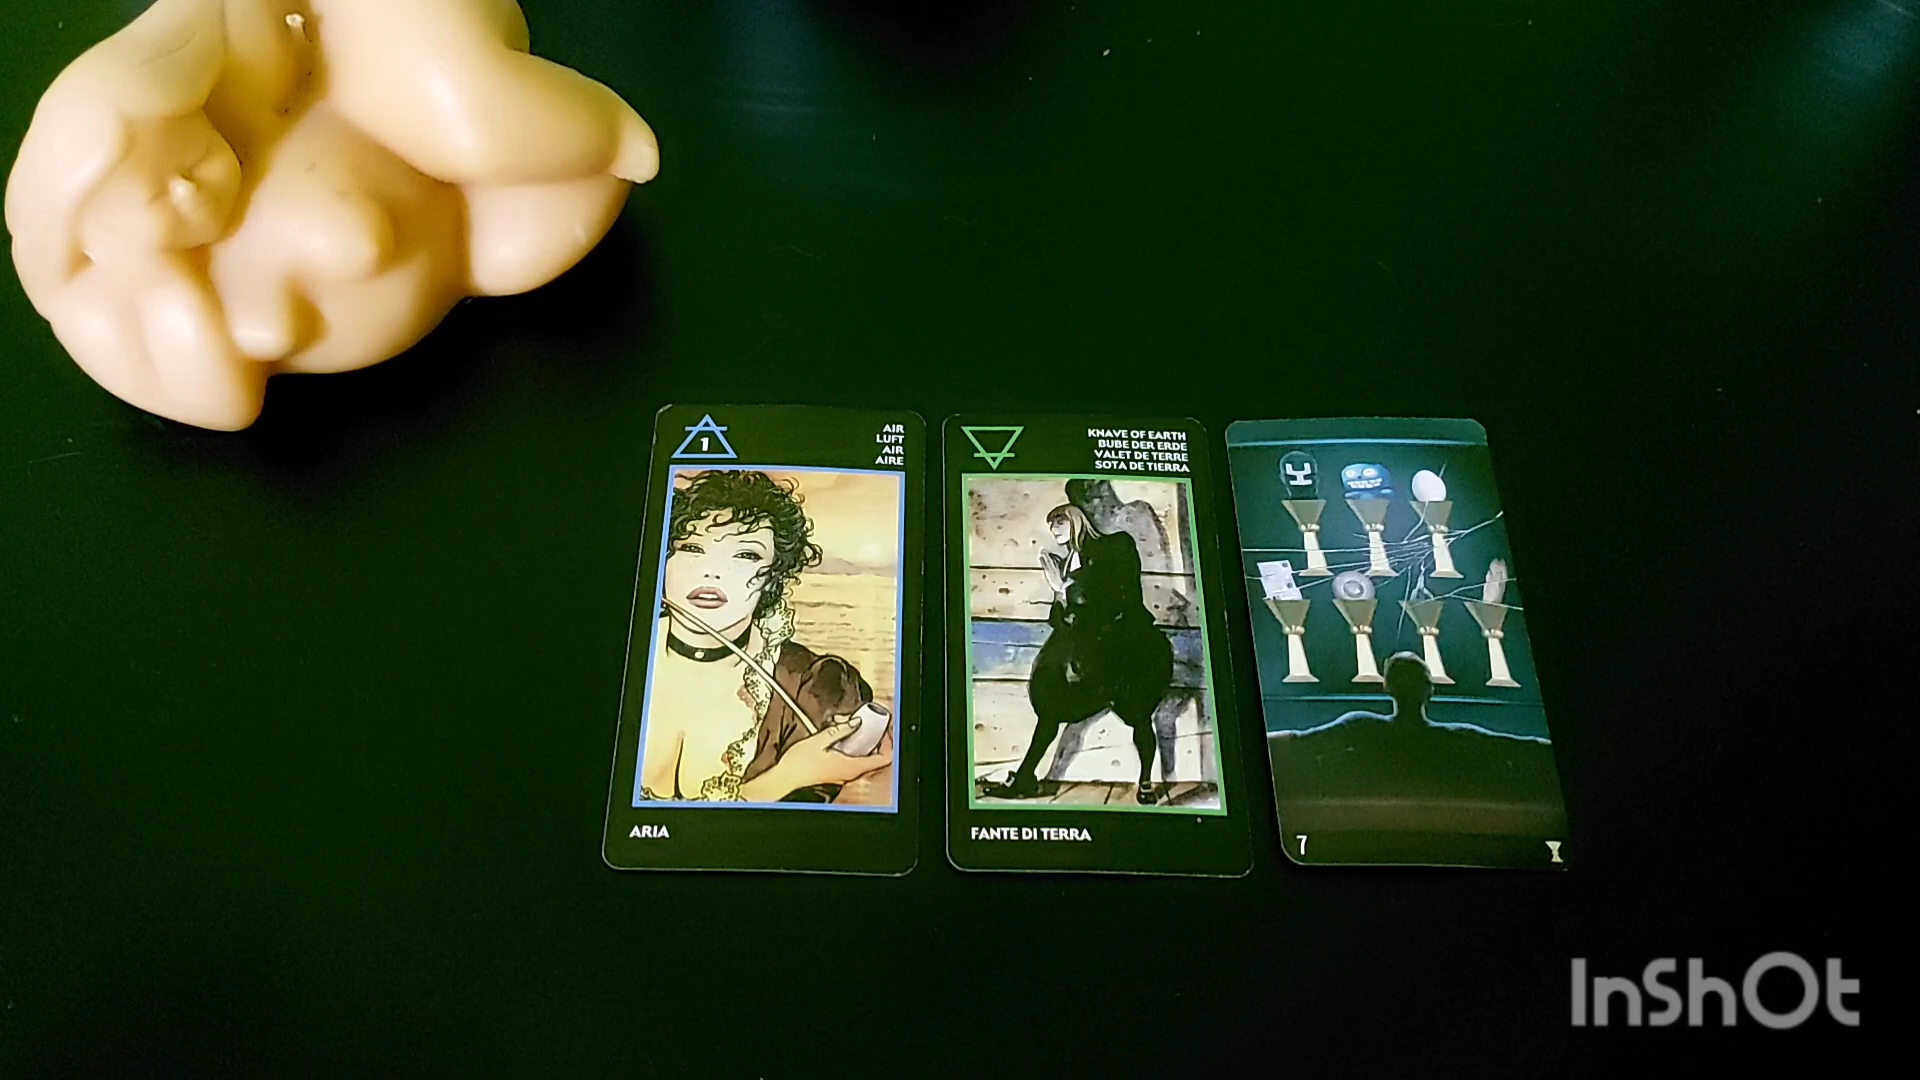 1
AIR
LUFT
AIR
AIRE
ARIA
KNAVE OF EARTH
BUBE DER ERDE
VALET DE TERRE
SOTA DE TIERRA
FANTE DI TERRA
7
InShOt